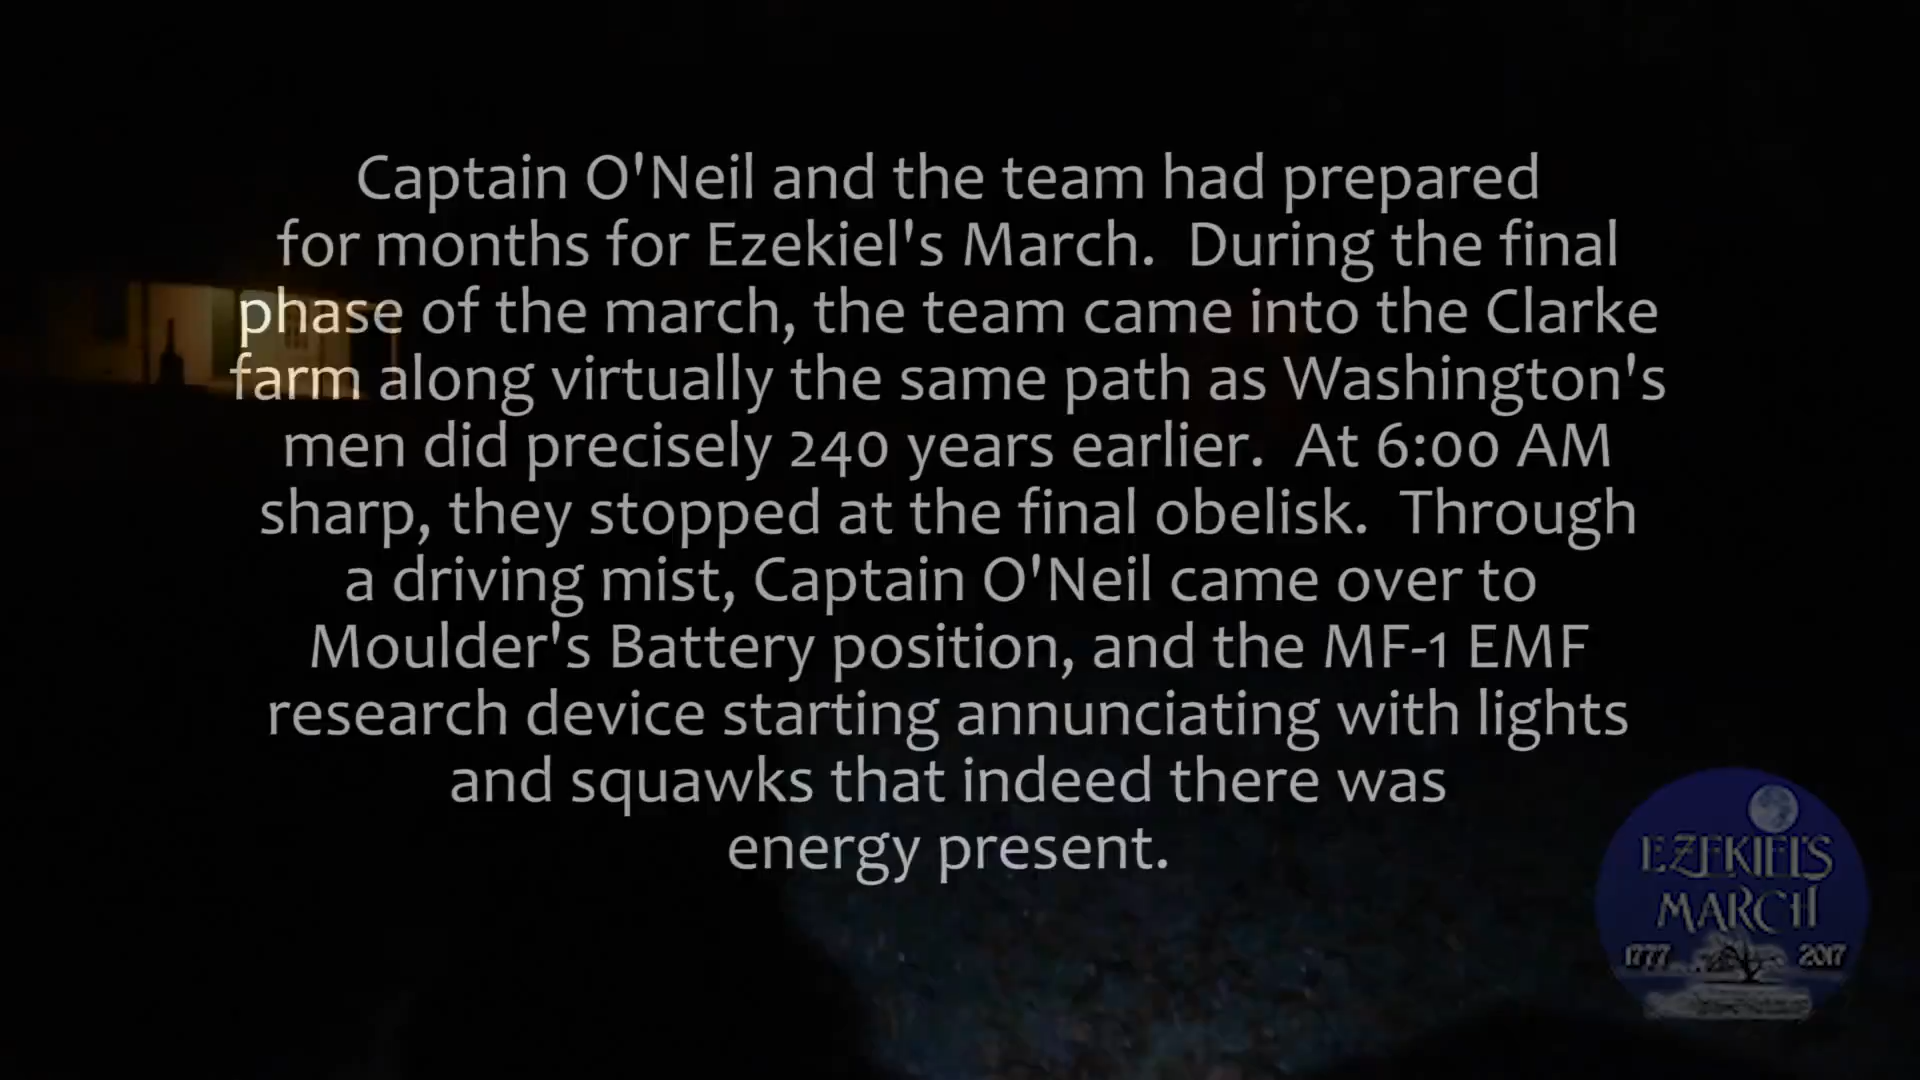 Captain O'Neil and the team had prepared
for months for Ezekiel's March.  During the final
phase of the march, the team came into the Clarke
farm along virtually the same path as Washington's
men did precisely 240 years earlier.  At 6:00 AM
sharp, they stopped at the final obelisk.  Through
a driving mist, Captain O'Neil came over to
Moulder's Battery position, and the MF-1 EMF
research device starting annunciating with lights
and squawks that indeed there was
energy present.
EZEKIEL'S
MARCH
1777 2017